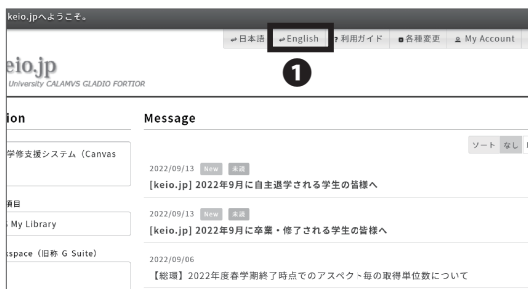 keio.jpへようこそ。
日本語 English 利用ガイド 各種変更 My Account
eio.jp
University CALAMVS GLADIO FORTIOR
1
ion
Message
学修支援システム（Canvas
ソート なし
2022/09/13 New 未読
[keio.jp] 2022年9月に自主退学される学生の皆様へ
項目
My Library
2022/09/13 New 未読
[keio.jp] 2022年9月に卒業・修了される学生の皆様へ
kspace（旧称 G Suite）
2022/09/06
【総環】2022年度春学期終了時点でのアスペクト毎の取得単位数について